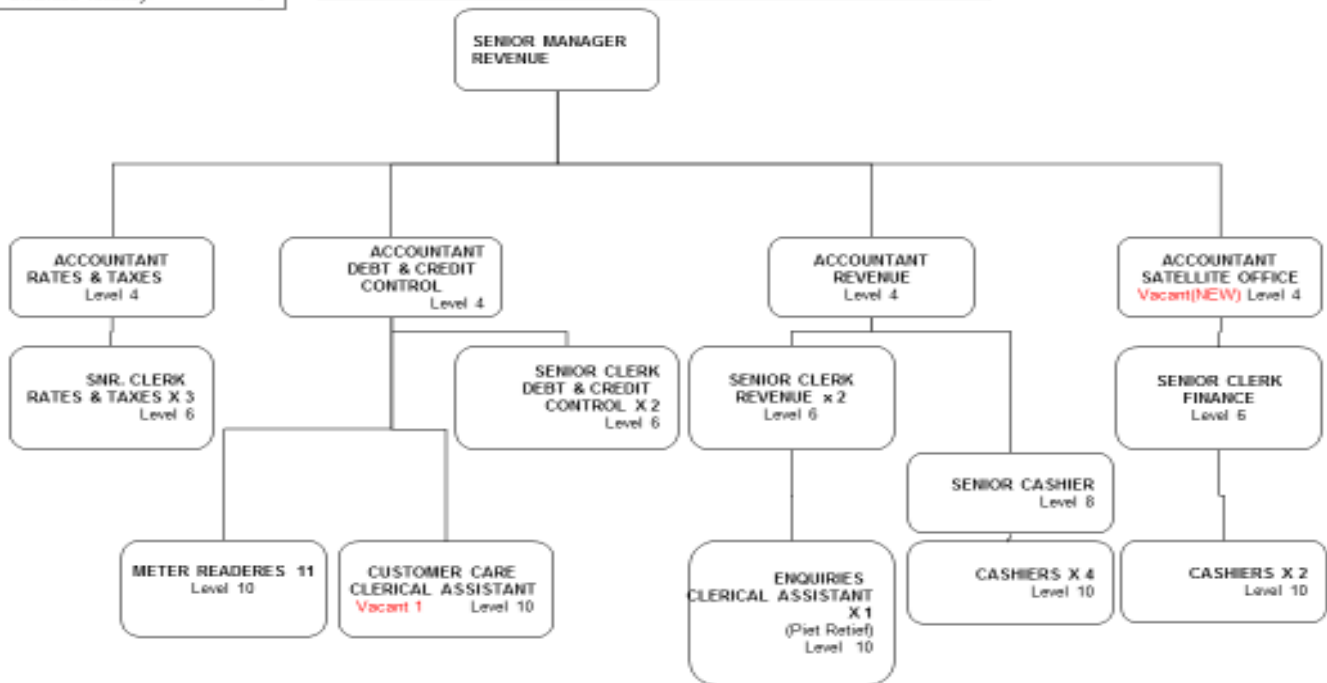 SENIOR MANAGER
REVENUE
ACCOUNTANT
RATES & TAXES
Level 4
ACCOUNTANT
DEBT & CREDIT
CONTROL
Level 4
ACCOUNTANT
REVENUE
Level 4
ACCOUNTANT
SATELLITE OFFICE
Vacant(NEW) Level 4
SNR. CLERK
RATES & TAXES X 3
Level 6
SENIOR CLERK
DEBT & CREDIT
CONTROL X 2
Level 6
SENIOR CLERK
REVENUE x 2
Level 6
SENIOR CLERK
FINANCE
Level 6
SENIOR CASHIER
Level 8
METER READERES 11
Level 10
CUSTOMER CARE
CLERICAL ASSISTANT
Vacant 1 Level 10
ENQUIRIES
CLERICAL ASSISTANT
X 1
(Piet Retief)
Level 10
CASHIERS X 4
Level 10
CASHIERS X 2
Level 10